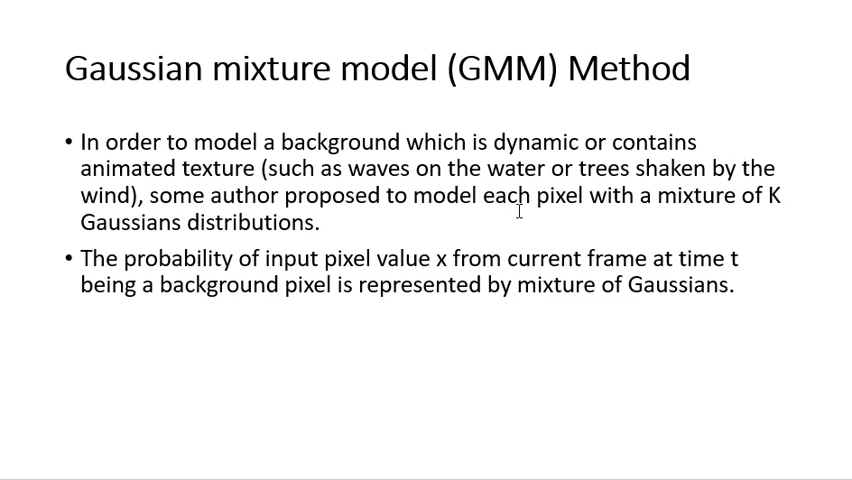 Gaussian mixture model (GMM) Method
• In order to model a background which is dynamic or contains
animated texture (such as waves on the water or trees shaken by the
wind), some author proposed to model each pixel with a mixture of K
Gaussians distributions.
• The probability of input pixel value x from current frame at time t
being a background pixel is represented by mixture of Gaussians.